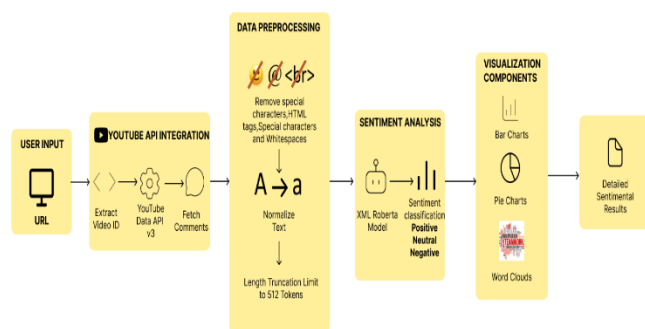 USER INPUT
URL
YOUTUBE API INTEGRATION
Extract
Video ID
YouTube
Data API
v3
Fetch
Comments
DATA PREPROCESSING
@ <br>
Remove special
characters,HTML
tags,Special characters
and Whitespaces
A → a
Normalize
Text
Length Truncation Limit
to 512 Tokens
SENTIMENT ANALYSIS
XML Roberta
Model
Sentiment
classification
Positive
Neutral
Negative
VISUALIZATION
COMPONENTS
Bar Charts
Pie Charts
Word Clouds
Detailed
Sentimental
Results